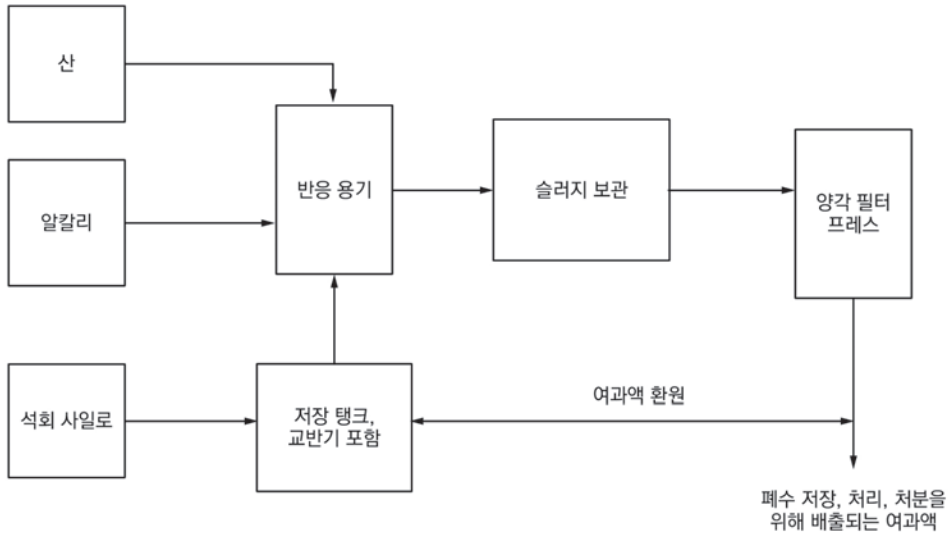 산
반응 용기
슬러지 보관
양각 필터
프레스
알칼리
석회 사일로
저장 탱크,
교반기 포함
여과액 환원
폐수 저장, 처리, 처분을
위해 배출되는 여과액